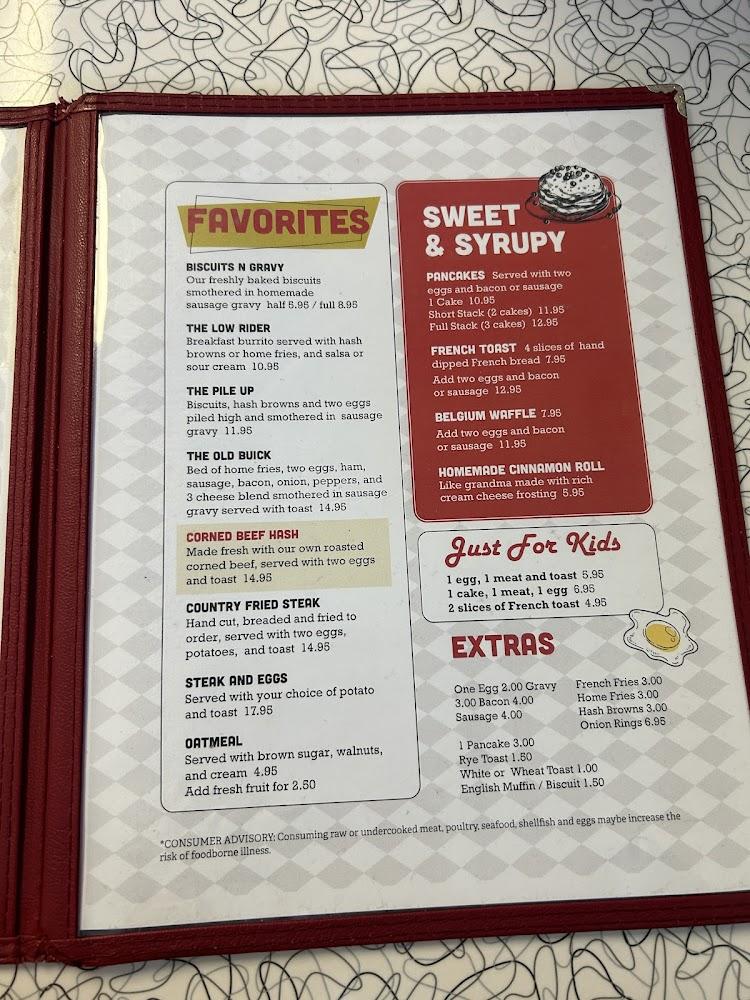 FAVORITES
BISCUITS N GRAVY
Our freshly baked biscuits
smothered in homemade
sausage gravy half 5.95 / full 8.95
THE LOW RIDER
Breakfast burrito served with hash
browns or home fries, and salsa or
sour cream 10.95
THE PILE UP
Biscuits, hash browns and two eggs
piled high and smothered in sausage
gravy 11.95
THE OLD BUICK
Bed of home fries, two eggs, ham,
sausage, bacon, onion, peppers, and
3 cheese blend smothered in sausage
gravy served with toast 14.95
CORNED BEEF HASH
Made fresh with our own roasted
corned beef, served with two eggs
and toast 14.95
COUNTRY FRIED STEAK
Hand cut, breaded and fried to
order, served with two eggs,
potatoes, and toast 14.95
STEAK AND EGGS
Served with your choice of potato
and toast 17.95
OATMEAL
Served with brown sugar, walnuts,
and cream 4.95
Add fresh fruit for 2.50
SWEET
& SYRUPY
PANCAKES Served with two
eggs and bacon or sausage
1 Cake 10.95
Short Stack (2 cakes) 11.95
Full Stack (3 cakes) 12.95
FRENCH TOAST 4 slices of hand
dipped French bread 7.95
Add two eggs and bacon
or sausage 12.95
BELGIUM WAFFLE 7.95
Add two eggs and bacon
or sausage 11.95
HOMEMADE CINNAMON ROLL
Like grandma made with rich
cream cheese frosting 5.95
Just For Kids
1 egg, 1 meat and toast 5.95
1 cake, 1 meat, 1 egg 6.95
2 slices of French toast 4.95
EXTRAS
One Egg 2.00 Gravy
3.00 Bacon 4.00
Sausage 4.00
1 Pancake 3.00
Rye Toast 1.50
White or Wheat Toast 1.00
English Muffin / Biscuit 1.50
French Fries 3.00
Home Fries 3.00
Hash Browns 3.00
Onion Rings 6.95
*CONSUMER ADVISORY: Consuming raw or undercooked meat, poultry, seafood, shellfish and eggs maybe increase the
risk of foodborne illness.